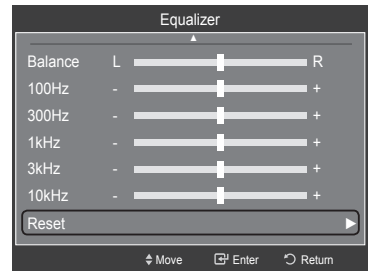 Equalizer
▲
Balance L R
100Hz - +
300Hz - +
1kHz - +
3kHz - +
10kHz - +
Reset ►
Move Enter Return